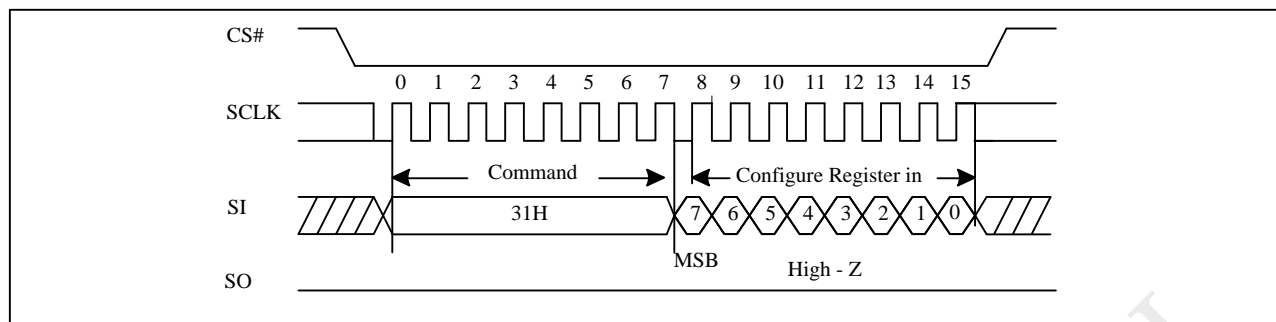 CS#
0 1 2 3 4 5 6 7 8 9 10 11 12 13 14 15
SCLK
Command Configure Register in
SI 31H 7 6 5 4 3 2 1 0
MSB High - Z
SO